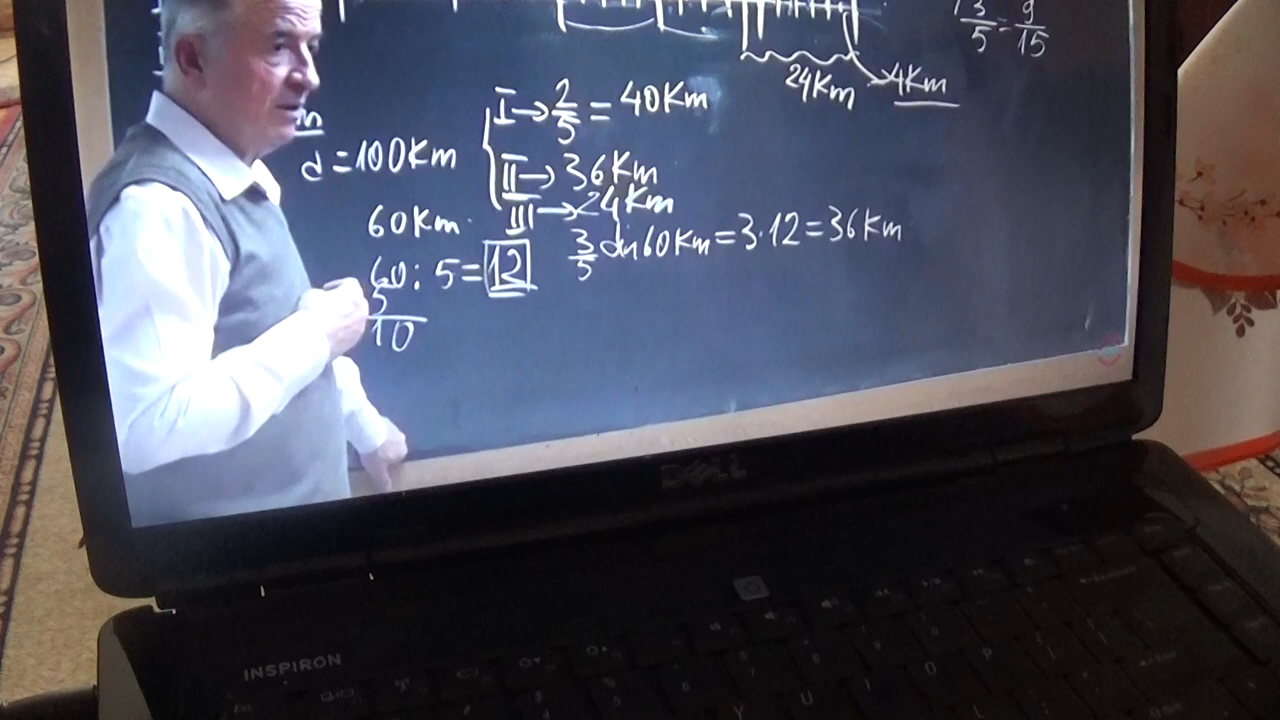 3/5 = 9/15
24Km 4Km
I → 2/5 = 40Km
d = 100Km
II → 36Km
III → 24Km
60Km
3/5 din 60Km = 3·12 = 36Km
60 : 5 = 12
5
10
DELL
INSPIRON